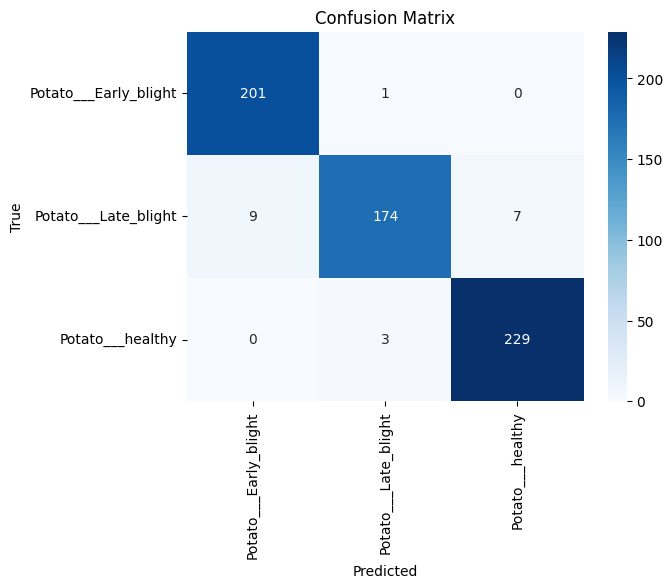 Confusion Matrix
True
Potato___Early_blight 201 1 0
Potato___Late_blight 9 174 7
Potato___healthy 0 3 229
Potato___Early_blight
Potato___Late_blight
Potato___healthy
Predicted
200
150
100
50
0